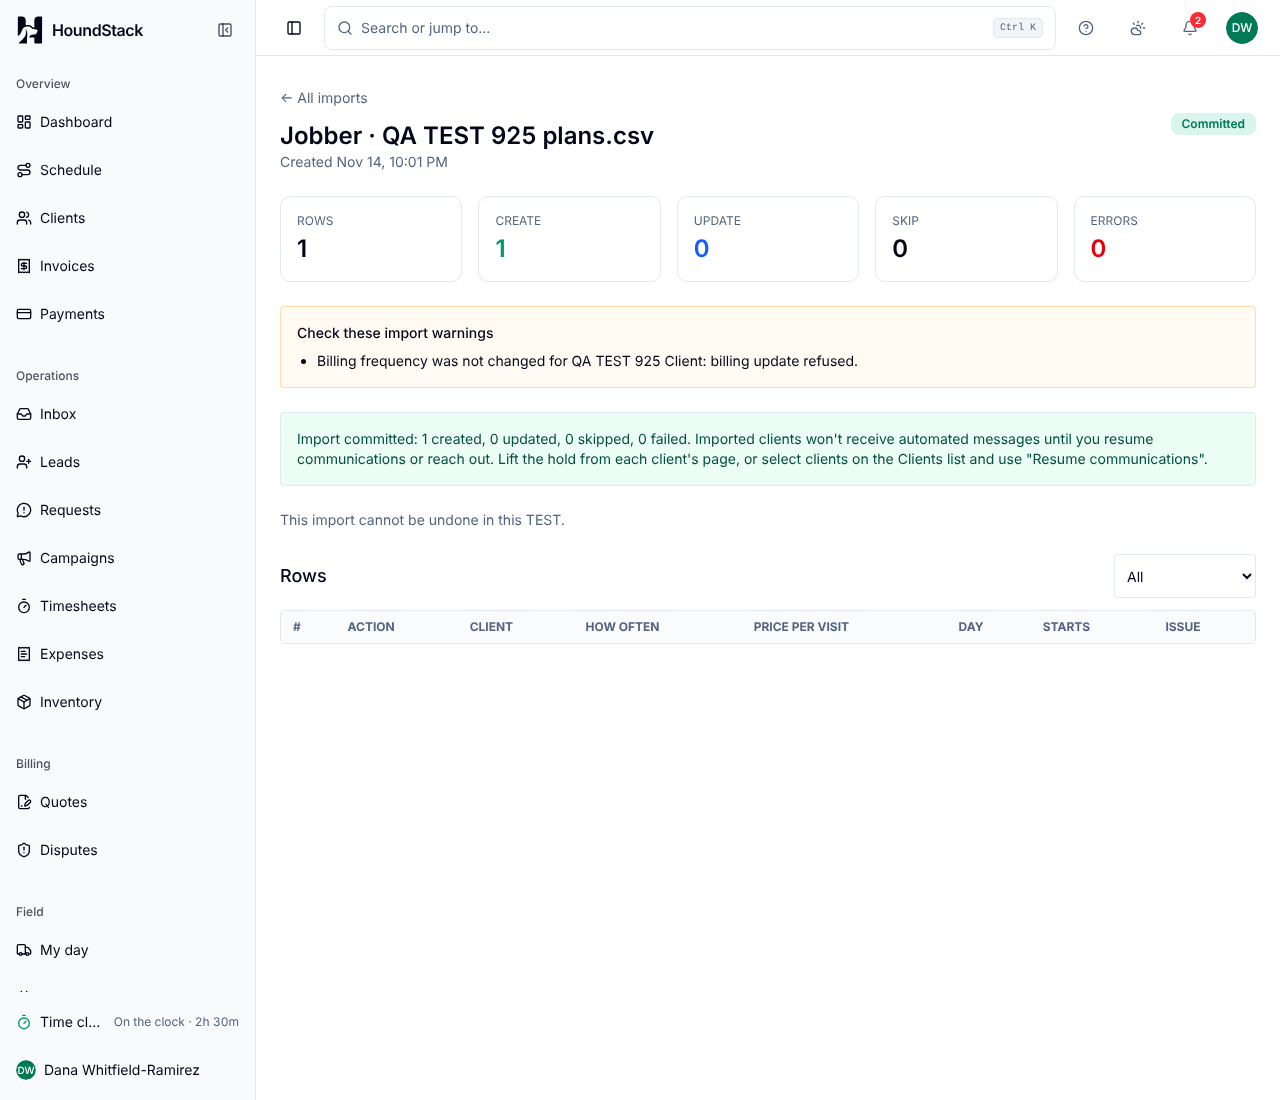 HoundStack
Overview
Dashboard
Schedule
Clients
Invoices
Payments
Operations
Inbox
Leads
Requests
Campaigns
Timesheets
Expenses
Inventory
Billing
Quotes
Disputes
Field
My day
Time cl...
On the clock · 2h 30m
DW
Dana Whitfield-Ramirez
Search or jump to...
Ctrl K
2
DW
← All imports
Jobber · QA TEST 925 plans.csv
Committed
Created Nov 14, 10:01 PM
ROWS
1
CREATE
1
UPDATE
0
SKIP
0
ERRORS
0
Check these import warnings
• Billing frequency was not changed for QA TEST 925 Client: billing update refused.
Import committed: 1 created, 0 updated, 0 skipped, 0 failed. Imported clients won't receive automated messages until you resume
communications or reach out. Lift the hold from each client's page, or select clients on the Clients list and use "Resume communications".
This import cannot be undone in this TEST.
Rows
All
# ACTION CLIENT HOW OFTEN PRICE PER VISIT DAY STARTS ISSUE